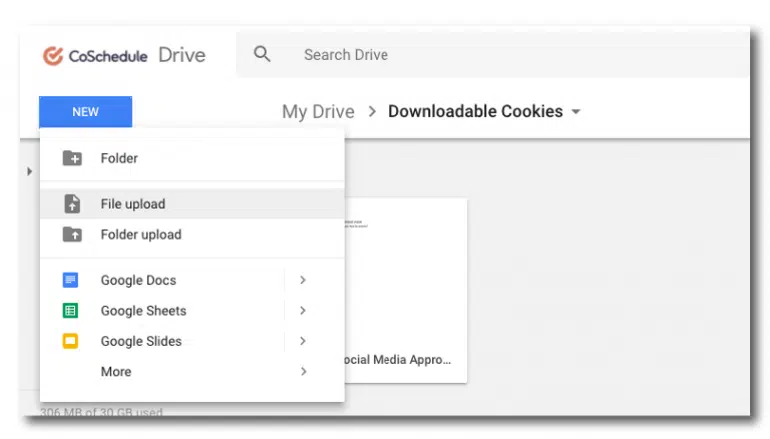 CoSchedule Drive
Search Drive
NEW
My Drive > Downloadable Cookies
Folder
File upload
Folder upload
Google Docs
Google Sheets
Google Slides
More
ocial Media Appro...
306 MB of 30 GB used